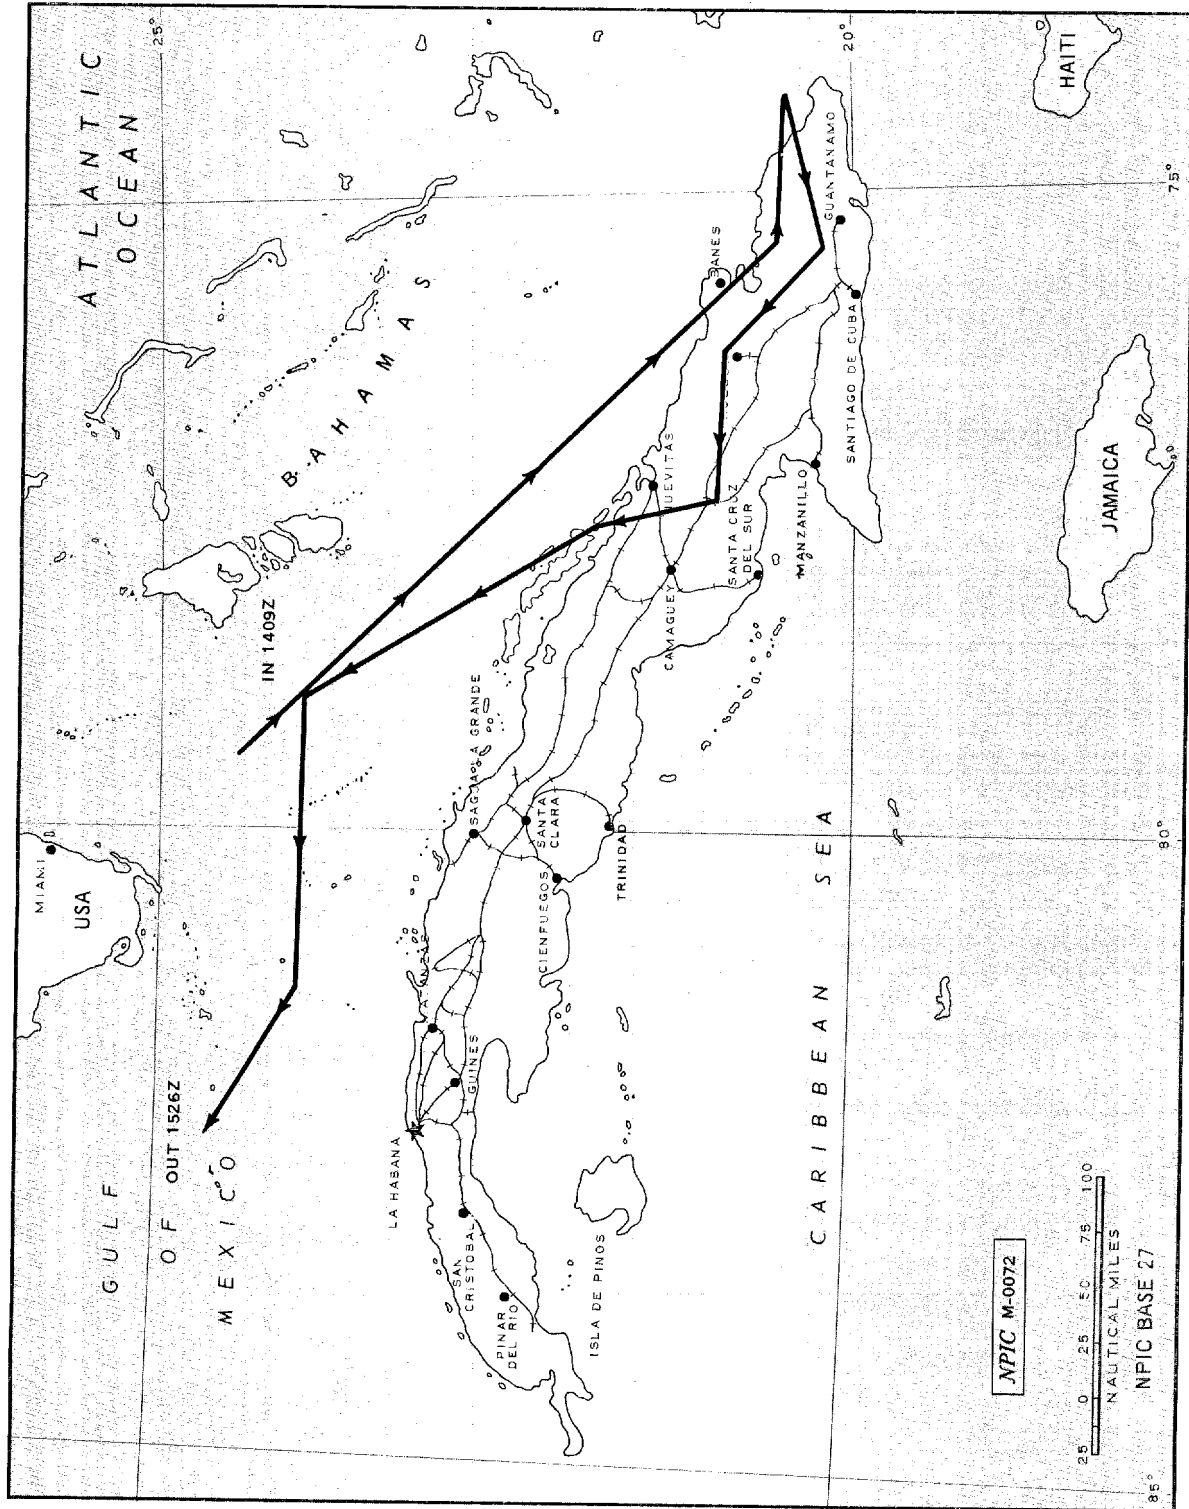 ATLANTIC
OCEAN
25°
20°
75°
80°
85°
HAITI
MIAMI
USA
BAHAMAS
IN 1409Z
OUT 1526Z
GULF
OF
MEXICO
LA HABANA
GUINES
SAN
CRISTOBAL
PINAR
DEL RIO
ISLA DE PINOS
SAGUA LA GRANDE
SANTA
CLARA
CIENFUEGOS
TRINIDAD
CAMAGUEY
SANTA CRUZ
DEL SUR
MANZANILLO
BANES
GUANTANAMO
SANTIAGO DE CUBA
JAMAICA
CARIBBEAN SEA
NPIC M-0072
25 0 25 50 75 100
NAUTICAL MILES
NPIC BASE 27